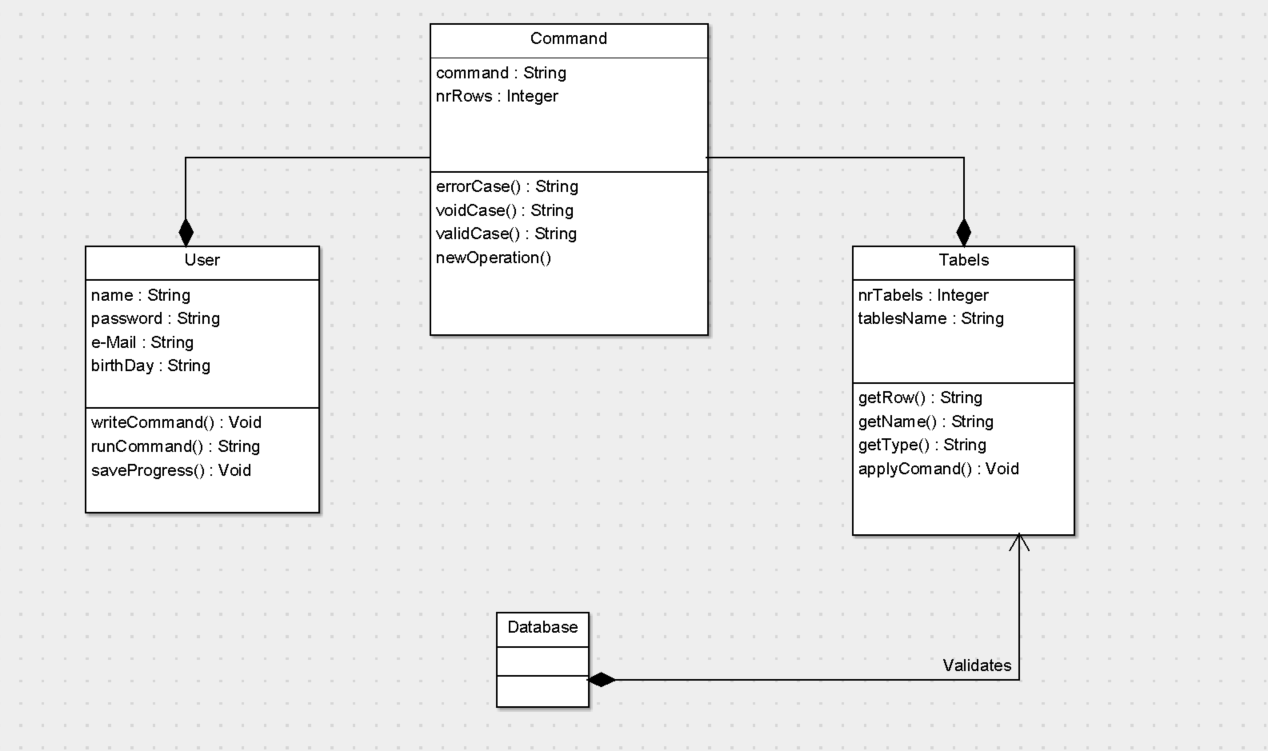 Command
command : String
nrRows : Integer
errorCase() : String
voidCase() : String
validCase() : String
newOperation()
User
name : String
password : String
e-Mail : String
birthDay : String
writeCommand() : Void
runCommand() : String
saveProgress() : Void
Tabels
nrTabels : Integer
tablesName : String
getRow() : String
getName() : String
getType() : String
applyComand() : Void
Database
Validates